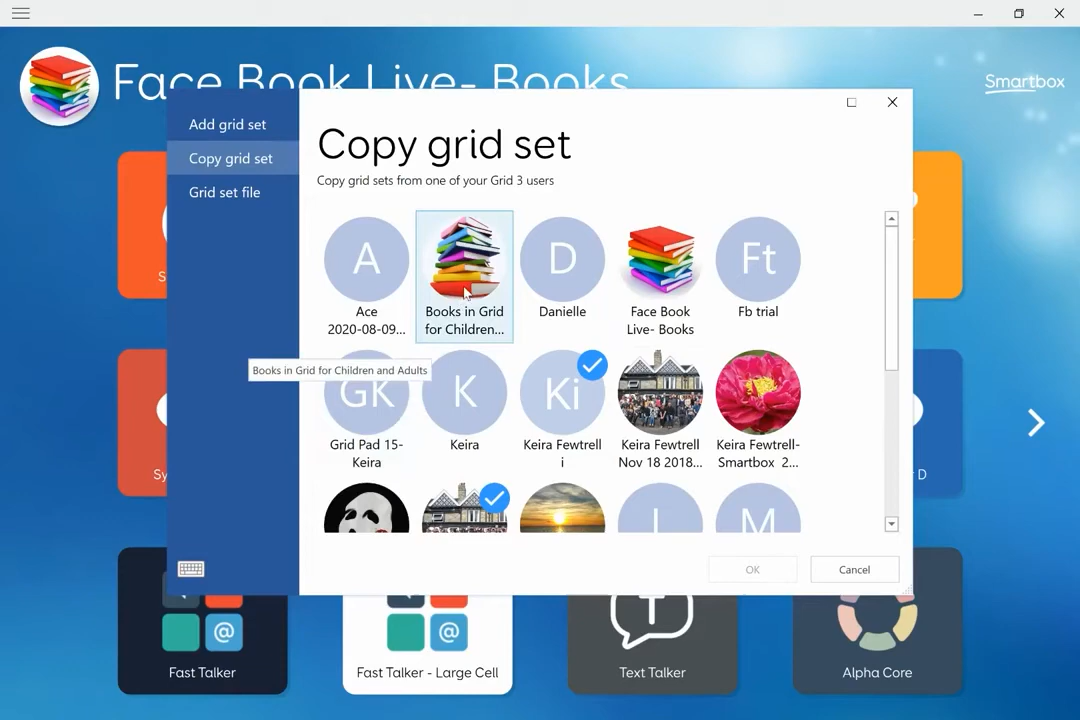 Face Book Live- Books
Smartbox
Add grid set
Copy grid set
Grid set file
Copy grid set
Copy grid sets from one of your Grid 3 users
A
D
Ft
Ace
2020-08-09...
Books in Grid
for Children...
Danielle
Face Book
Live- Books
Fb trial
Books in Grid for Children and Adults
GK
K
Ki
Grid Pad 15-
Keira
Keira
Keira Fewtrell
i
Keira Fewtrell
Nov 18 2018...
Keira Fewtrell-
Smartbox 2...
M
S
Sy
D
OK
Cancel
@
@
T
Fast Talker
Fast Talker - Large Cell
Text Talker
Alpha Core